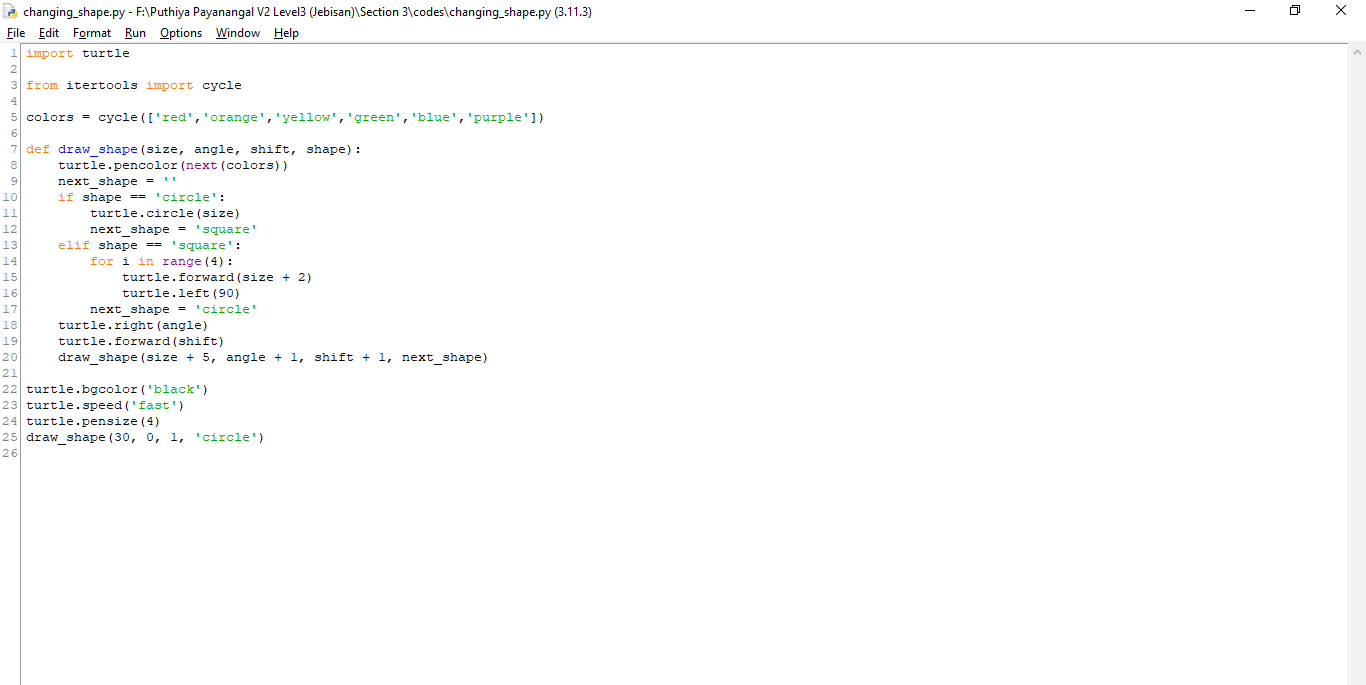 changing_shape.py - F:\Puthiya Payanangal V2 Level3 (Jebisan)\Section 3\codes\changing_shape.py (3.11.3)
File Edit Format Run Options Window Help
1 import turtle
2
3 from itertools import cycle
4
5 colors = cycle(['red','orange','yellow','green','blue','purple'])
6
7 def draw_shape(size, angle, shift, shape):
8     turtle.pencolor(next(colors))
9     next_shape = ''
10     if shape == 'circle':
11         turtle.circle(size)
12         next_shape = 'square'
13     elif shape == 'square':
14         for i in range(4):
15             turtle.forward(size + 2)
16             turtle.left(90)
17         next_shape = 'circle'
18     turtle.right(angle)
19     turtle.forward(shift)
20     draw_shape(size + 5, angle + 1, shift + 1, next_shape)
21
22 turtle.bgcolor('black')
23 turtle.speed('fast')
24 turtle.pensize(4)
25 draw_shape(30, 0, 1, 'circle')
26